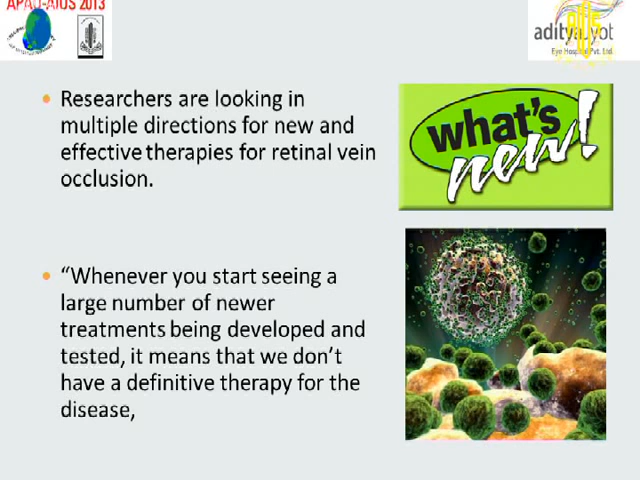 APAO-AIOS 2013
aditya jyot
Eye Hospital Pvt. Ltd.
• Researchers are looking in
multiple directions for new and
effective therapies for retinal vein
occlusion.
what's
new!
• “Whenever you start seeing a
large number of newer
treatments being developed and
tested, it means that we don’t
have a definitive therapy for the
disease,